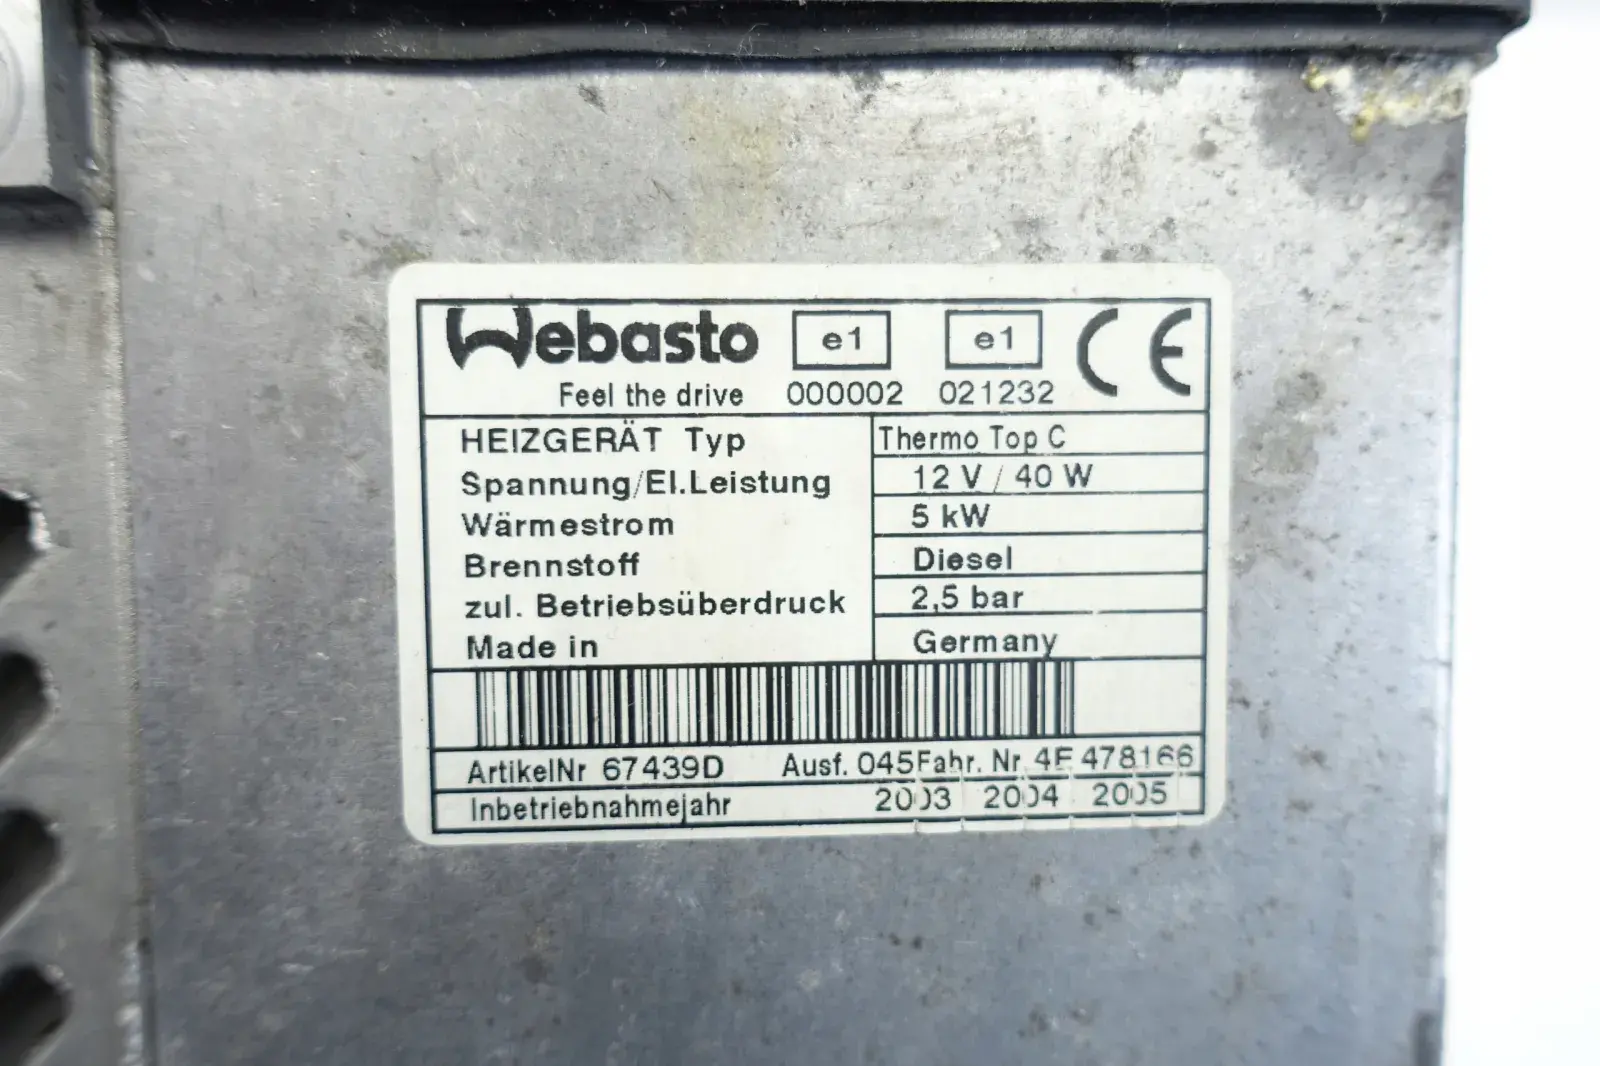 Webasto e1 e1 CE
Feel the drive 000002 021232
HEIZGERÄT Typ Thermo Top C
Spannung/El.Leistung 12 V / 40 W
Wärmestrom 5 kW
Brennstoff Diesel
zul. Betriebsüberdruck 2,5 bar
Made in Germany
ArtikelNr 67439D Ausf. 045 Fahr. Nr. 478166
Inbetriebnahmejahr 2003 2004 2005